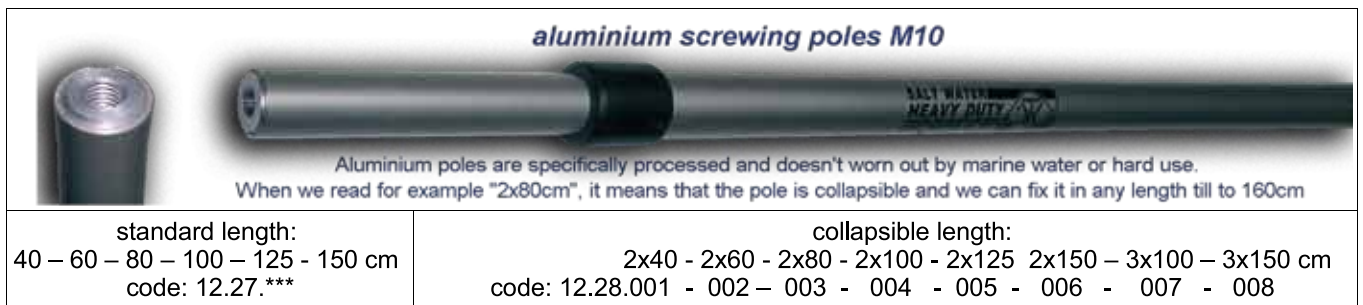 aluminium screwing poles M10
SALT WATER
HEAVY DUTY
Aluminium poles are specifically processed and doesn't worn out by marine water or hard use.
When we read for example "2x80cm", it means that the pole is collapsible and we can fix it in any length till to 160cm
standard length:
40 – 60 – 80 – 100 – 125 - 150 cm
code: 12.27.***
collapsible length:
2x40 - 2x60 - 2x80 - 2x100 - 2x125 2x150 – 3x100 – 3x150 cm
code: 12.28.001 - 002 – 003 - 004 - 005 - 006 - 007 - 008